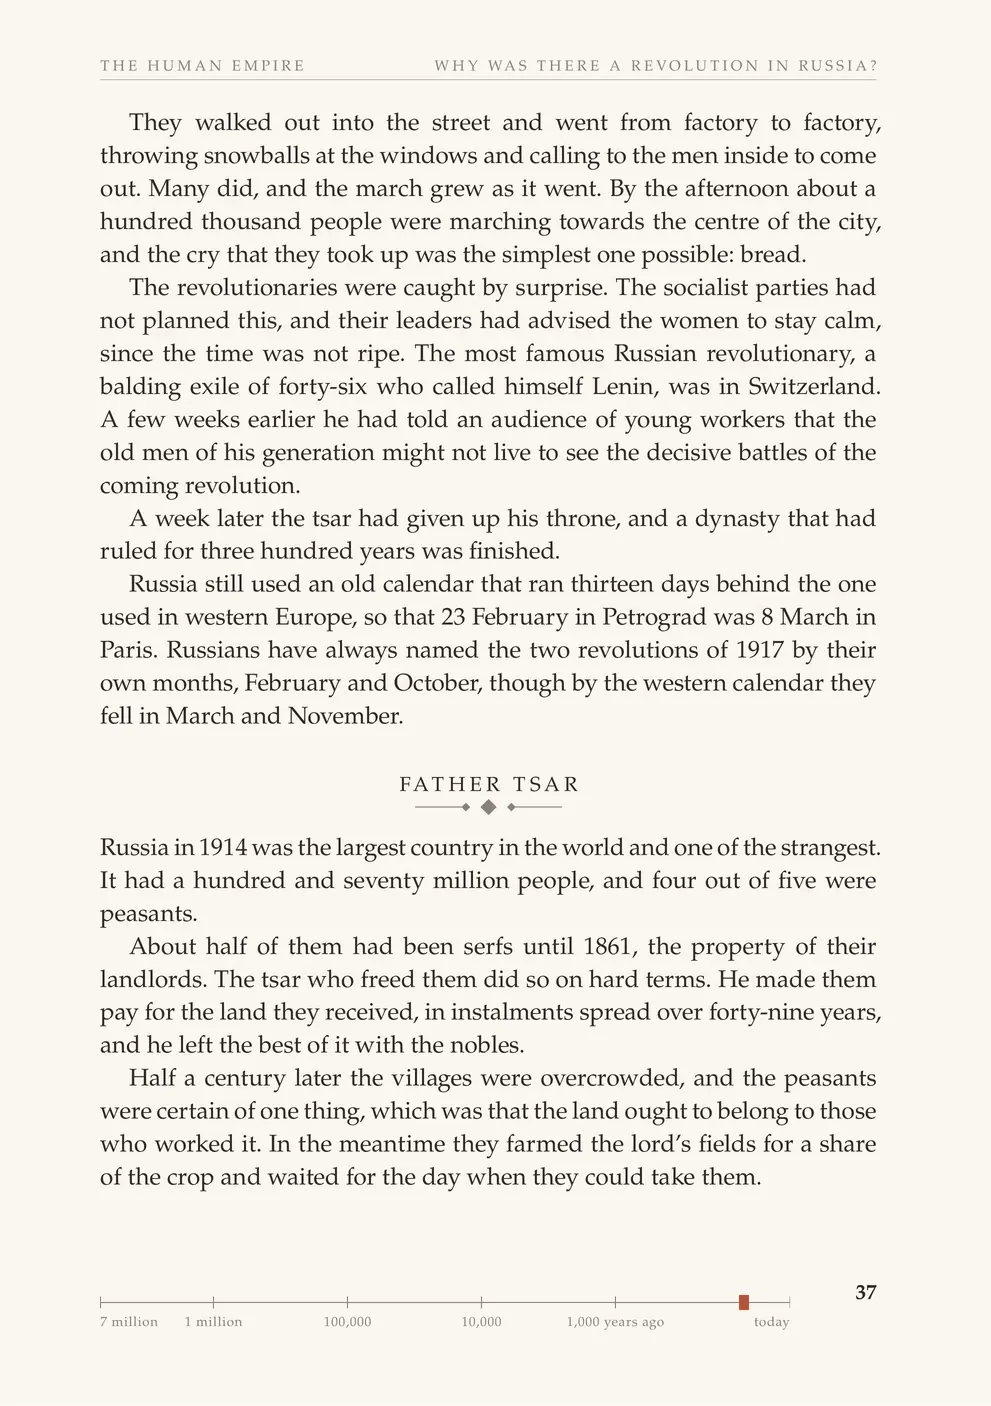 THE HUMAN EMPIRE
WHY WAS THERE A REVOLUTION IN RUSSIA?
They walked out into the street and went from factory to factory,
throwing snowballs at the windows and calling to the men inside to come
out. Many did, and the march grew as it went. By the afternoon about a
hundred thousand people were marching towards the centre of the city,
and the cry that they took up was the simplest one possible: bread.
The revolutionaries were caught by surprise. The socialist parties had
not planned this, and their leaders had advised the women to stay calm,
since the time was not ripe. The most famous Russian revolutionary, a
balding exile of forty-six who called himself Lenin, was in Switzerland.
A few weeks earlier he had told an audience of young workers that the
old men of his generation might not live to see the decisive battles of the
coming revolution.
A week later the tsar had given up his throne, and a dynasty that had
ruled for three hundred years was finished.
Russia still used an old calendar that ran thirteen days behind the one
used in western Europe, so that 23 February in Petrograd was 8 March in
Paris. Russians have always named the two revolutions of 1917 by their
own months, February and October, though by the western calendar they
fell in March and November.
FATHER TSAR
Russia in 1914 was the largest country in the world and one of the strangest.
It had a hundred and seventy million people, and four out of five were
peasants.
About half of them had been serfs until 1861, the property of their
landlords. The tsar who freed them did so on hard terms. He made them
pay for the land they received, in instalments spread over forty-nine years,
and he left the best of it with the nobles.
Half a century later the villages were overcrowded, and the peasants
were certain of one thing, which was that the land ought to belong to those
who worked it. In the meantime they farmed the lord's fields for a share
of the crop and waited for the day when they could take them.
37
7 million 1 million 100,000 10,000 1,000 years ago today